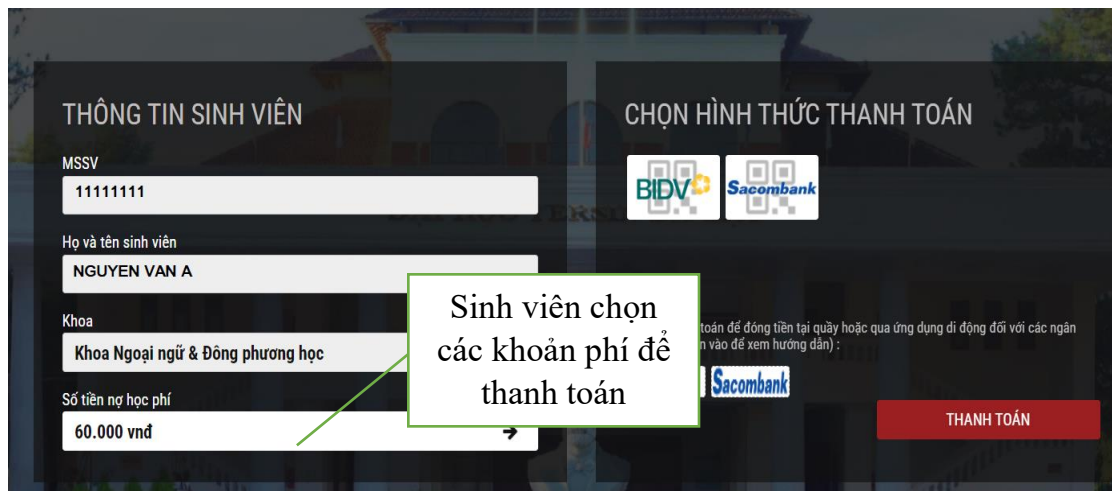 THÔNG TIN SINH VIÊN
MSSV
11111111
Họ và tên sinh viên
NGUYEN VAN A
Khoa
Khoa Ngoại ngữ & Đông phương học
Số tiền nợ học phí
60.000 vnđ
Sinh viên chọn
các khoản phí để
thanh toán
CHỌN HÌNH THỨC THANH TOÁN
BIDV
Sacombank
toán để đóng tiền tại quầy hoặc qua ứng dụng di động đối với các ngân
vào để xem hướng dẫn) :
Sacombank
THANH TOÁN